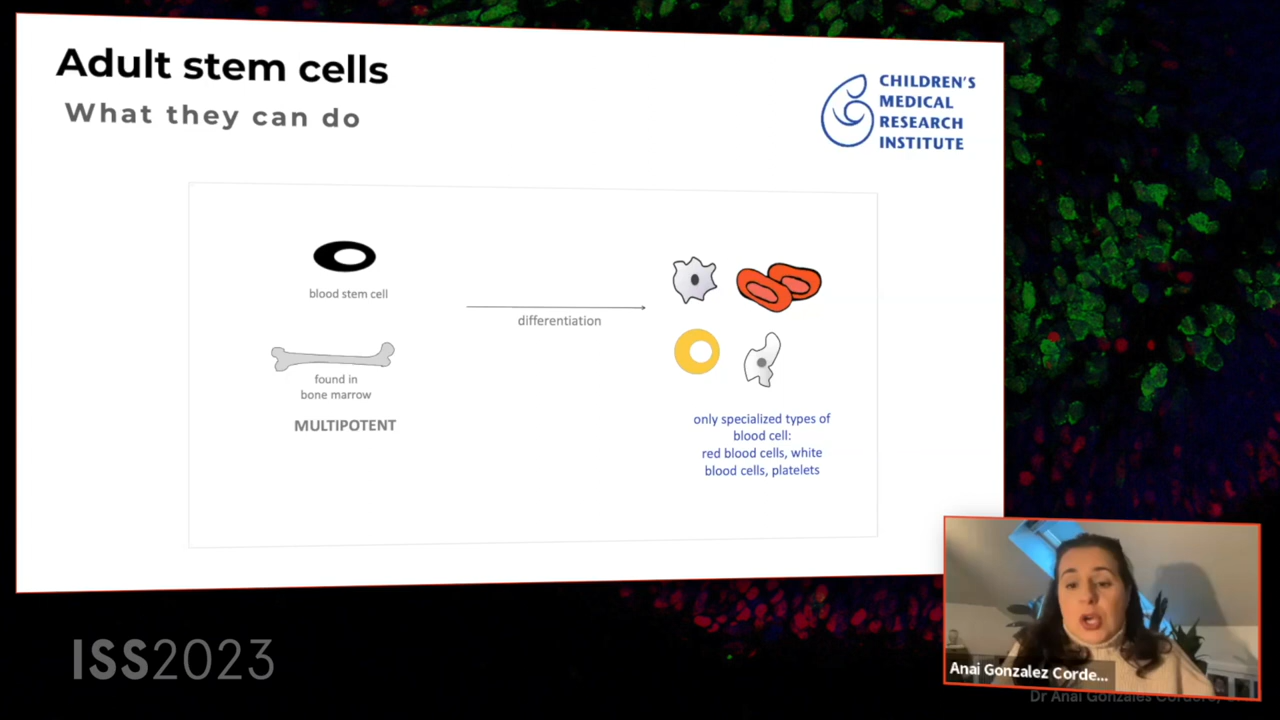 Adult stem cells
What they can do
CHILDREN'S
MEDICAL
RESEARCH
INSTITUTE
blood stem cell
differentiation
found in
bone marrow
MULTIPOTENT
only specialized types of
blood cell:
red blood cells, white
blood cells, platelets
ISS2023
Anai Gonzalez Corde...
Dr Anai Gonzales Cordero,